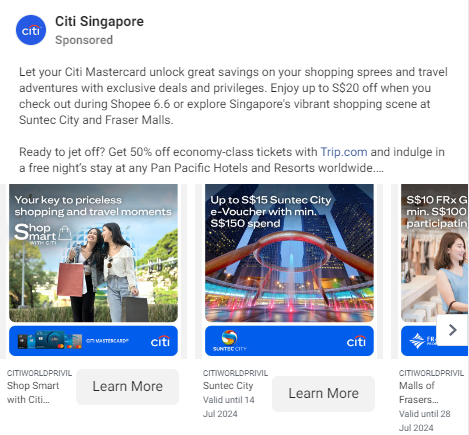 citi
Citi Singapore
Sponsored
Let your Citi Mastercard unlock great savings on your shopping sprees and travel
adventures with exclusive deals and privileges. Enjoy up to S$20 off when you
check out during Shopee 6.6 or explore Singapore's vibrant shopping scene at
Suntec City and Fraser Malls.
Ready to jet off? Get 50% off economy-class tickets with Trip.com and indulge in
a free night's stay at any Pan Pacific Hotels and Resorts worldwide....
Your key to priceless
shopping and travel moments
Shop
Smart
WITH CITI
CITI MASTERCARD®
citi
CITIWORLDPRIVIL
Shop Smart
with Citi...
Learn More
Up to S$15 Suntec City
e-Voucher with min.
S$150 spend
SUNTEC CITY
citi
CITIWORLDPRIVIL
Suntec City
Valid until 14
Jul 2024
Learn More
S$10 FRx G
min. S$100
participatin
FRA
CITIWORLDPRIVIL
Malls of
Frasers...
Valid until 28
Jul 2024